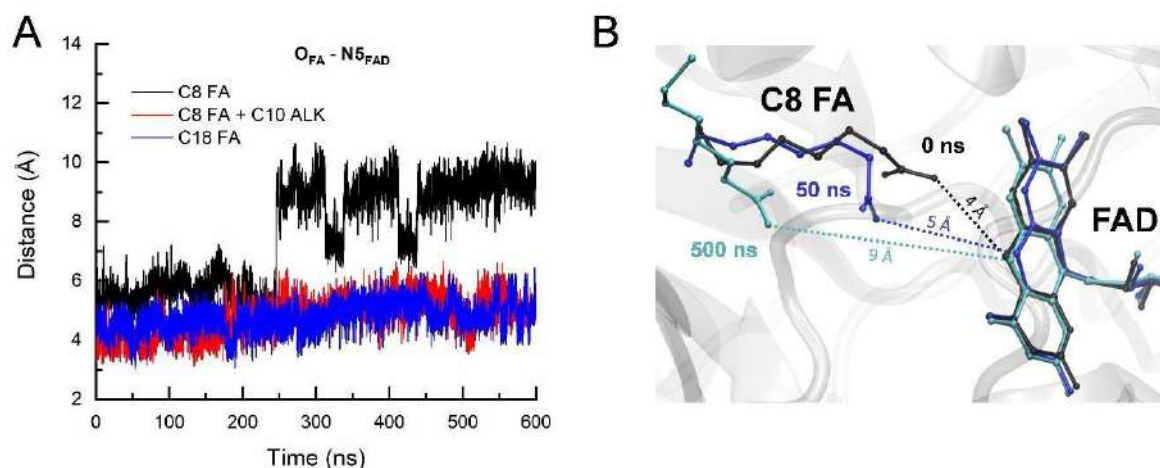 A
O_FA - N5_FAD
C8 FA
C8 FA + C10 ALK
C18 FA
14
12
10
8
6
4
2
Distance (Å)
0
100
200
300
400
500
600
Time (ns)
B
C8 FA
0 ns
50 ns
4 Å
5 Å
FAD
500 ns
9 Å